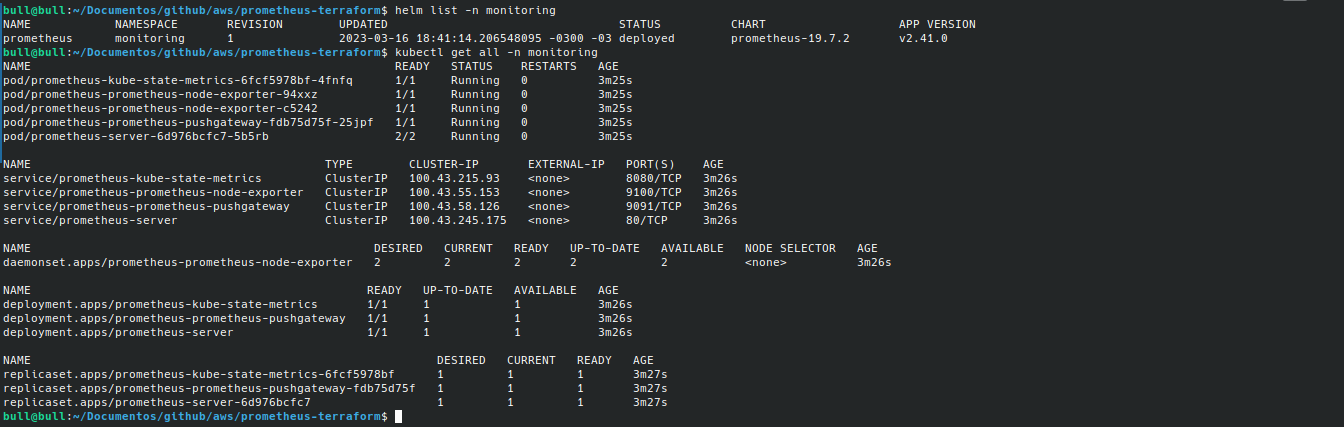 bull@bull:~/Documentos/github/aws/prometheus-terraform$ helm list -n monitoring
NAME NAMESPACE REVISION UPDATED STATUS CHART APP VERSION
prometheus monitoring 1 2023-03-16 18:41:14.206548095 -0300 -03 deployed prometheus-19.7.2 v2.41.0
bull@bull:~/Documentos/github/aws/prometheus-terraform$ kubectl get all -n monitoring
NAME READY STATUS RESTARTS AGE
pod/prometheus-kube-state-metrics-6fcf5978bf-4fnfq 1/1 Running 0 3m25s
pod/prometheus-prometheus-node-exporter-94xxz 1/1 Running 0 3m25s
pod/prometheus-prometheus-node-exporter-c5242 1/1 Running 0 3m25s
pod/prometheus-prometheus-pushgateway-fdb75d75f-25jpf 1/1 Running 0 3m25s
pod/prometheus-server-6d976bcfc7-5b5rb 2/2 Running 0 3m25s
NAME TYPE CLUSTER-IP EXTERNAL-IP PORT(S) AGE
service/prometheus-kube-state-metrics ClusterIP 100.43.215.93 <none> 8080/TCP 3m26s
service/prometheus-prometheus-node-exporter ClusterIP 100.43.55.153 <none> 9100/TCP 3m26s
service/prometheus-prometheus-pushgateway ClusterIP 100.43.58.126 <none> 9091/TCP 3m26s
service/prometheus-server ClusterIP 100.43.245.175 <none> 80/TCP 3m26s
NAME DESIRED CURRENT READY UP-TO-DATE AVAILABLE NODE SELECTOR AGE
daemonset.apps/prometheus-prometheus-node-exporter 2 2 2 2 2 <none> 3m26s
NAME READY UP-TO-DATE AVAILABLE AGE
deployment.apps/prometheus-kube-state-metrics 1/1 1 1 3m26s
deployment.apps/prometheus-prometheus-pushgateway 1/1 1 1 3m26s
deployment.apps/prometheus-server 1/1 1 1 3m26s
NAME DESIRED CURRENT READY AGE
replicaset.apps/prometheus-kube-state-metrics-6fcf5978bf 1 1 1 3m27s
replicaset.apps/prometheus-prometheus-pushgateway-fdb75d75f 1 1 1 3m27s
replicaset.apps/prometheus-server-6d976bcfc7 1 1 1 3m27s
bull@bull:~/Documentos/github/aws/prometheus-terraform$